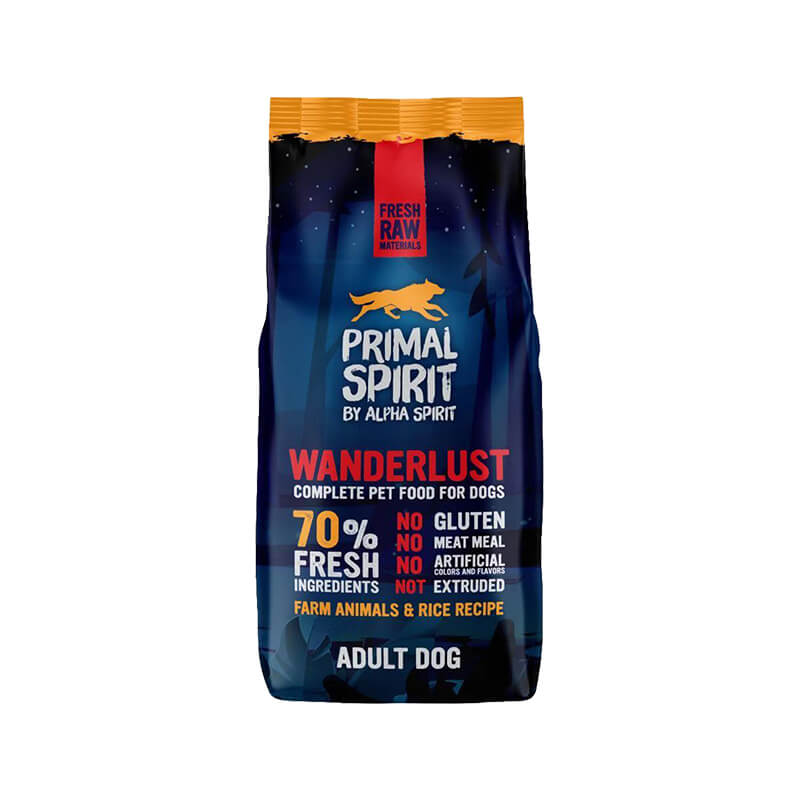 FRESH
RAW
MATERIALS
PRIMAL
SPIRIT
BY ALPHA SPIRIT
WANDERLUST
COMPLETE PET FOOD FOR DOGS
70% FRESH INGREDIENTS
NO GLUTEN
NO MEAT MEAL
NO ARTIFICIAL COLORS AND FLAVORS
NOT EXTRUDED
FARM ANIMALS & RICE RECIPE
ADULT DOG